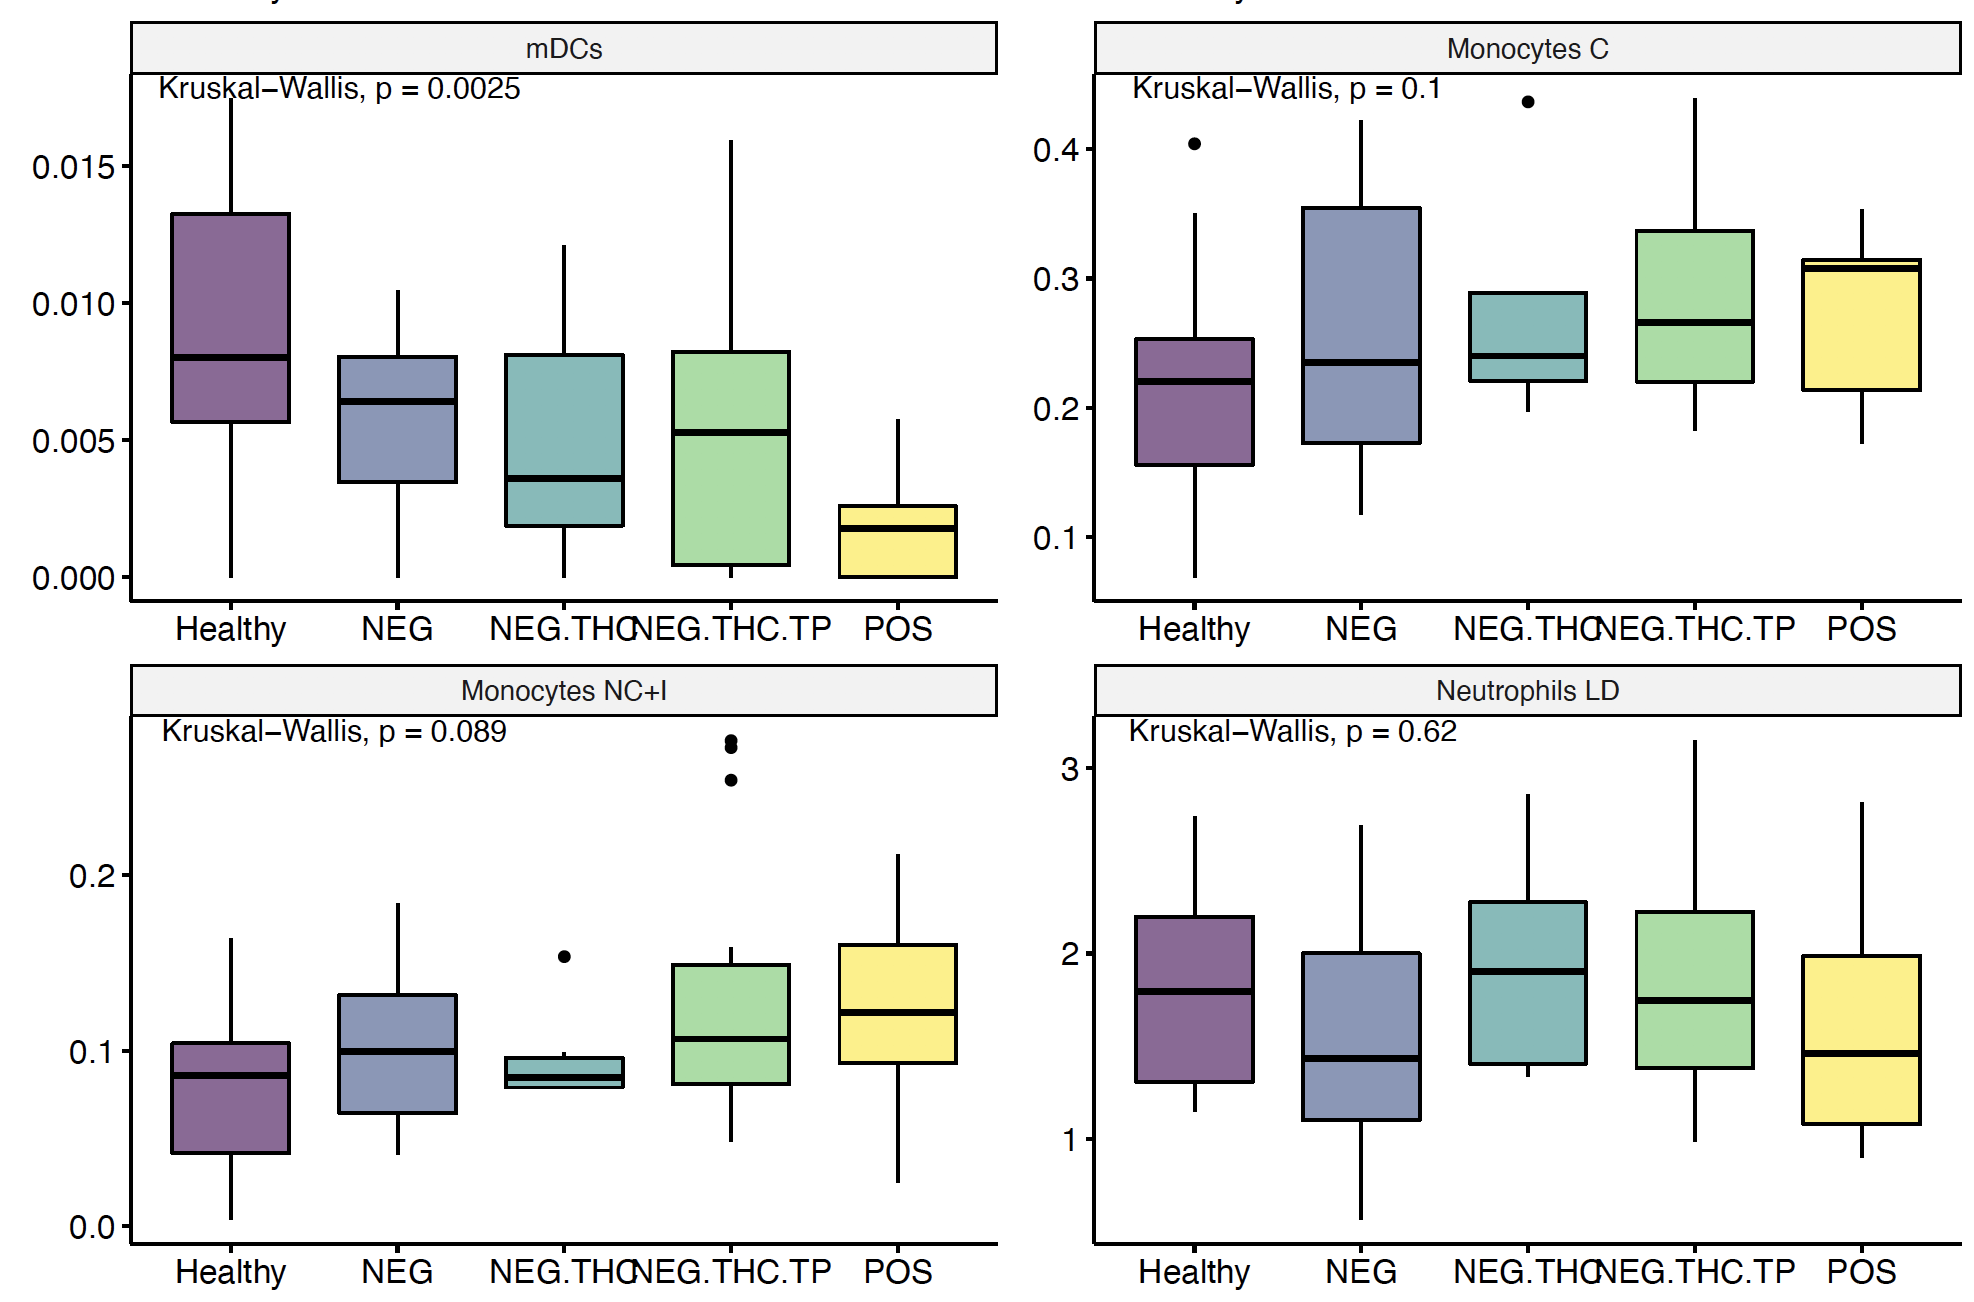 mDCs
Kruskal−Wallis, p = 0.0025
0.015
0.010
0.005
0.000
Healthy NEG NEG.THC NEG.THC.TP POS
Monocytes C
Kruskal−Wallis, p = 0.1
0.4
0.3
0.2
0.1
Healthy NEG NEG.THC NEG.THC.TP POS
Monocytes NC+I
Kruskal−Wallis, p = 0.089
0.2
0.1
0.0
Healthy NEG NEG.THC NEG.THC.TP POS
Neutrophils LD
Kruskal−Wallis, p = 0.62
3
2
1
Healthy NEG NEG.THC NEG.THC.TP POS